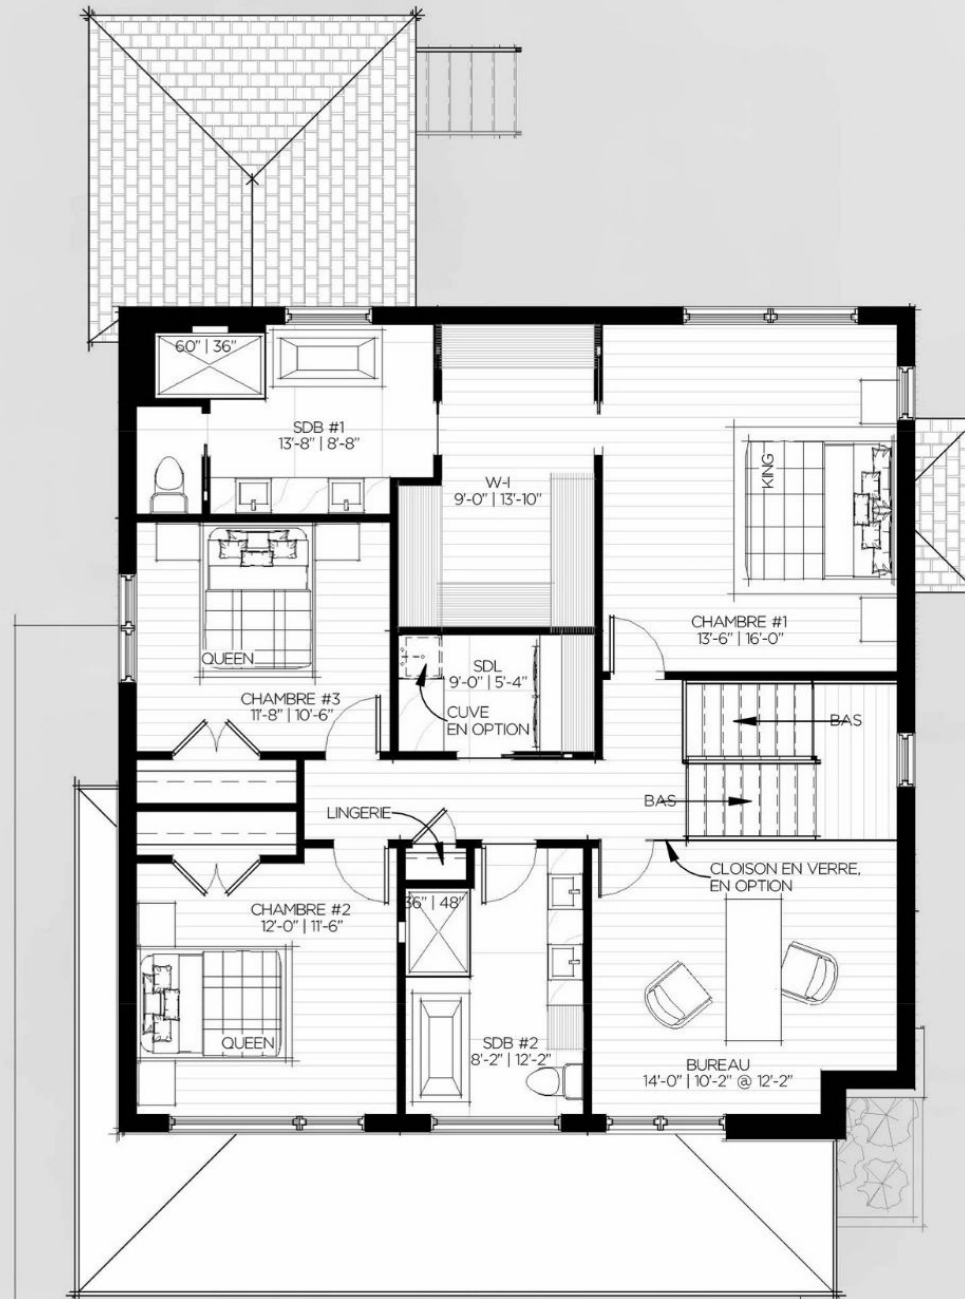 60" | 36"
SDB #1
13'-8" | 8'-8"
W-I
9'-0" | 13'-10"
KING
CHAMBRE #1
13'-6" | 16'-0"
QUEEN
CHAMBRE #3
11'-8" | 10'-6"
SDL
9'-0" | 5'-4"
CUVE
EN OPTION
BAS
BAS
LINGERIE
CLOISON EN VERRE,
EN OPTION
36" | 48"
CHAMBRE #2
12'-0" | 11'-6"
QUEEN
SDB #2
8'-2" | 12'-2"
BUREAU
14'-0" | 10'-2" @ 12'-2"